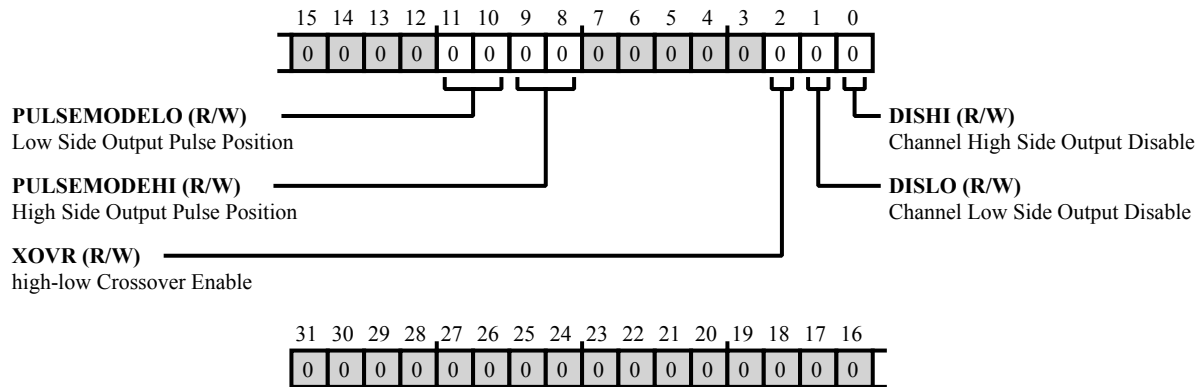 15 14 13 12 11 10 9 8 7 6 5 4 3 2 1 0
0 0 0 0 0 0 0 0 0 0 0 0 0 0 0 0
PULSEMODELO (R/W)
Low Side Output Pulse Position
DISHI (R/W)
Channel High Side Output Disable
PULSEMODEHI (R/W)
High Side Output Pulse Position
DISLO (R/W)
Channel Low Side Output Disable
XOVR (R/W)
high-low Crossover Enable
31 30 29 28 27 26 25 24 23 22 21 20 19 18 17 16
0 0 0 0 0 0 0 0 0 0 0 0 0 0 0 0